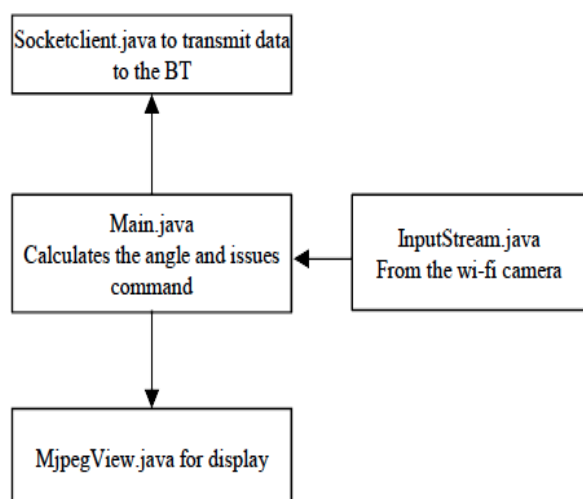 Socketclient.java to transmit data
to the BT
Main.java
Calculates the angle and issues
command
InputStream.java
From the wi-fi camera
MjpegView.java for display